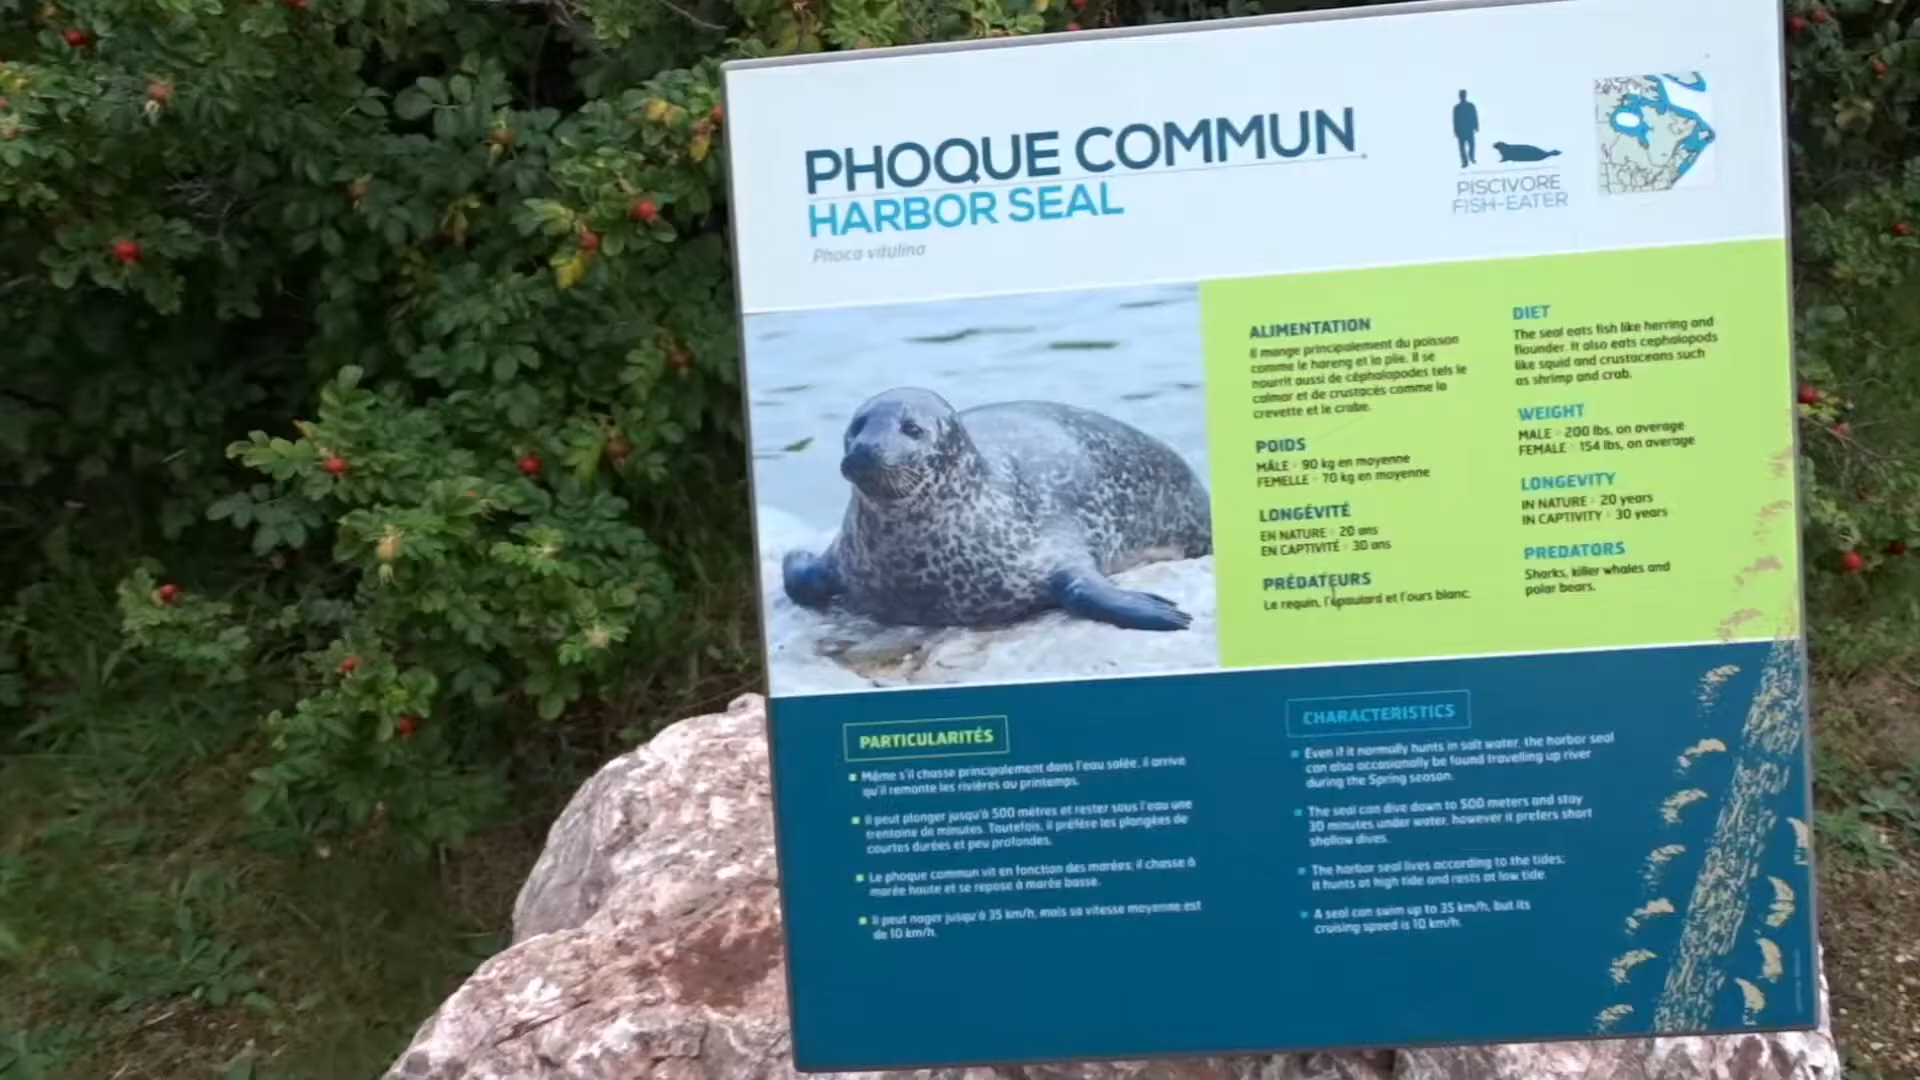 PHOQUE COMMUN
HARBOR SEAL
Phoca vitulina
PISCIVORE
FISH-EATER
ALIMENTATION
Il mange principalement du poisson
comme le hareng et la plie. Il se
nourrit aussi de céphalopodes tels le
calmar et de crustacés comme la
crevette et le crabe.
POIDS
MÂLE : 90 kg en moyenne
FEMELLE : 70 kg en moyenne
LONGÉVITÉ
EN NATURE : 20 ans
EN CAPTIVITÉ : 30 ans
PRÉDATEURS
Le requin, l'épaulard et l'ours blanc.
DIET
The seal eats fish like herring and
flounder. It also eats cephalopods
like squid and crustaceans such
as shrimp and crab.
WEIGHT
MALE : 200 lbs. on average
FEMALE : 154 lbs. on average
LONGEVITY
IN NATURE : 20 years
IN CAPTIVITY : 30 years
PREDATORS
Sharks, killer whales and
polar bears.
PARTICULARITÉS
Même s'il chasse principalement dans l'eau salée, il arrive
qu'il remonte les rivières au printemps.
Il peut plonger jusqu'à 500 mètres et rester sous l'eau une
trentaine de minutes. Toutefois, il préfère les plongées de
courtes durées et peu profondes.
Le phoque commun vit en fonction des marées; il chasse à
marée haute et se repose à marée basse.
Il peut nager jusqu'à 35 km/h, mais sa vitesse moyenne est
de 10 km/h.
CHARACTERISTICS
Even if it normally hunts in salt water, the harbor seal
can also occasionally be found travelling up river
during the Spring season.
The seal can dive down to 500 meters and stay
30 minutes under water, however it prefers short
shallow dives.
The harbor seal lives according to the tides;
it hunts at high tide and rests at low tide.
A seal can swim up to 35 km/h, but its
cruising speed is 10 km/h.